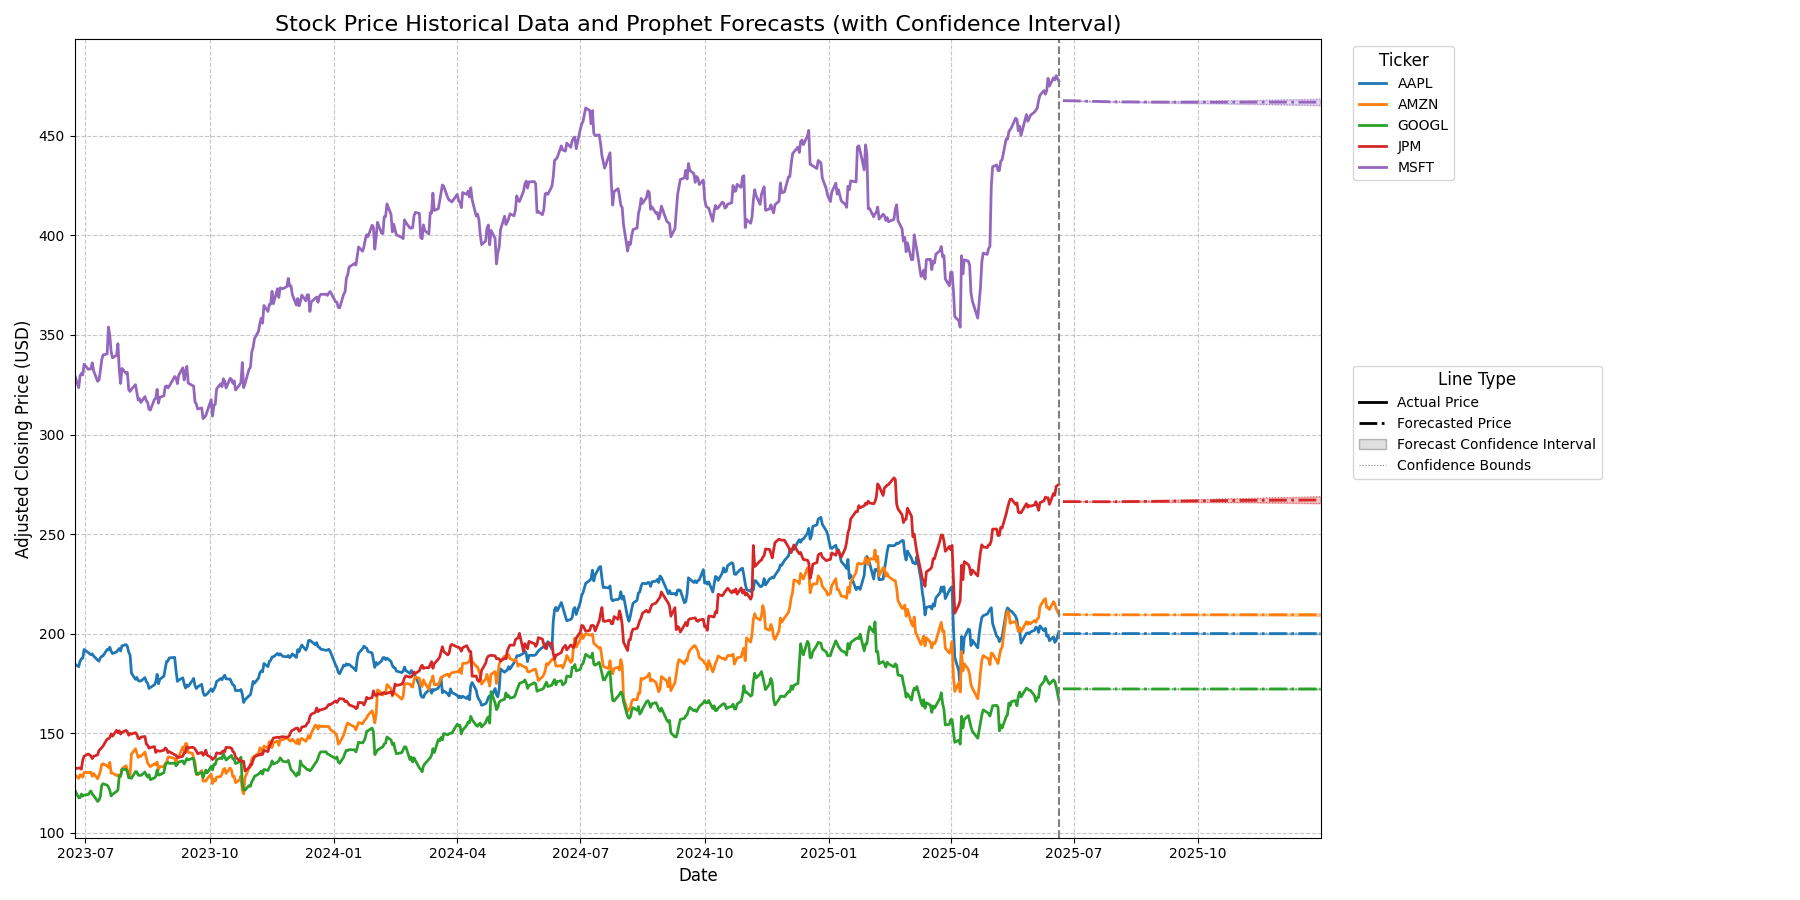 Stock Price Historical Data and Prophet Forecasts (with Confidence Interval)
Adjusted Closing Price (USD)
450
400
350
300
250
200
150
100
2023-07
2023-10
2024-01
2024-04
2024-07
2024-10
2025-01
2025-04
2025-07
2025-10
Date
Ticker
AAPL
AMZN
GOOGL
JPM
MSFT
Line Type
Actual Price
Forecasted Price
Forecast Confidence Interval
Confidence Bounds